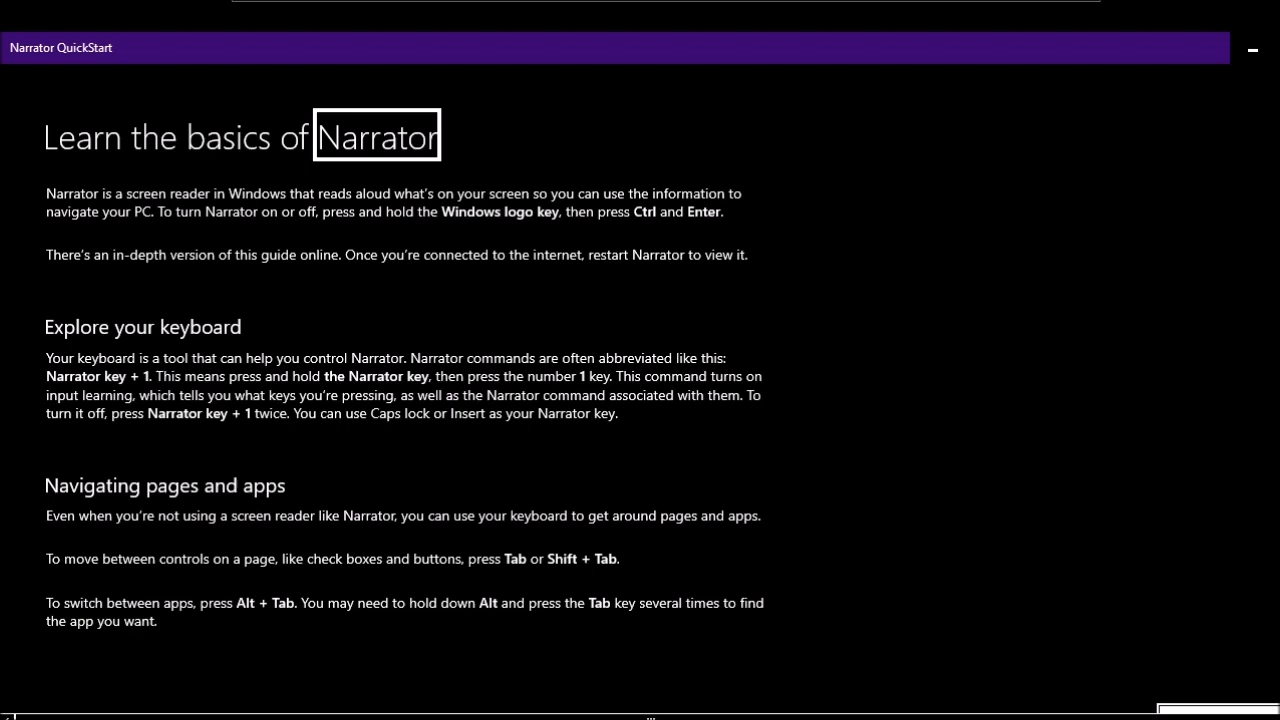 Narrator QuickStart
Learn the basics of Narrator
Narrator is a screen reader in Windows that reads aloud what's on your screen so you can use the information to
navigate your PC. To turn Narrator on or off, press and hold the Windows logo key, then press Ctrl and Enter.
There's an in-depth version of this guide online. Once you're connected to the internet, restart Narrator to view it.
Explore your keyboard
Your keyboard is a tool that can help you control Narrator. Narrator commands are often abbreviated like this:
Narrator key + 1. This means press and hold the Narrator key, then press the number 1 key. This command turns on
input learning, which tells you what keys you're pressing, as well as the Narrator command associated with them. To
turn it off, press Narrator key + 1 twice. You can use Caps lock or Insert as your Narrator key.
Navigating pages and apps
Even when you're not using a screen reader like Narrator, you can use your keyboard to get around pages and apps.
To move between controls on a page, like check boxes and buttons, press Tab or Shift + Tab.
To switch between apps, press Alt + Tab. You may need to hold down Alt and press the Tab key several times to find
the app you want.